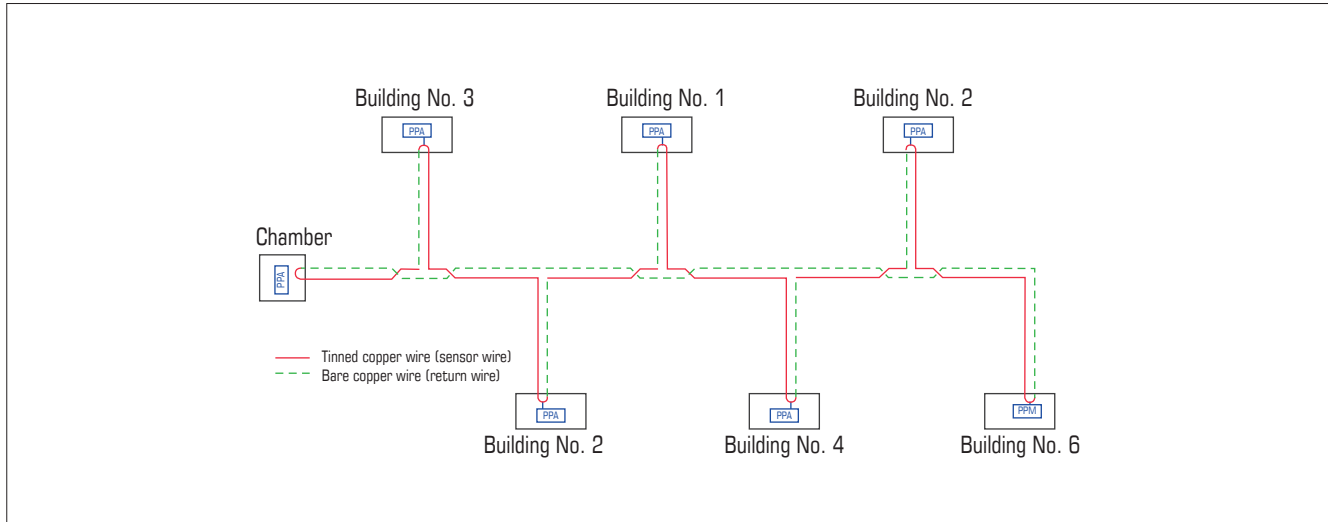 Building No. 3
Building No. 1
Building No. 2
PPA
PPA
PPA
Chamber
PPA
Tinned copper wire (sensor wire)
Bare copper wire (return wire)
PPA
PPA
PPM
Building No. 2
Building No. 4
Building No. 6